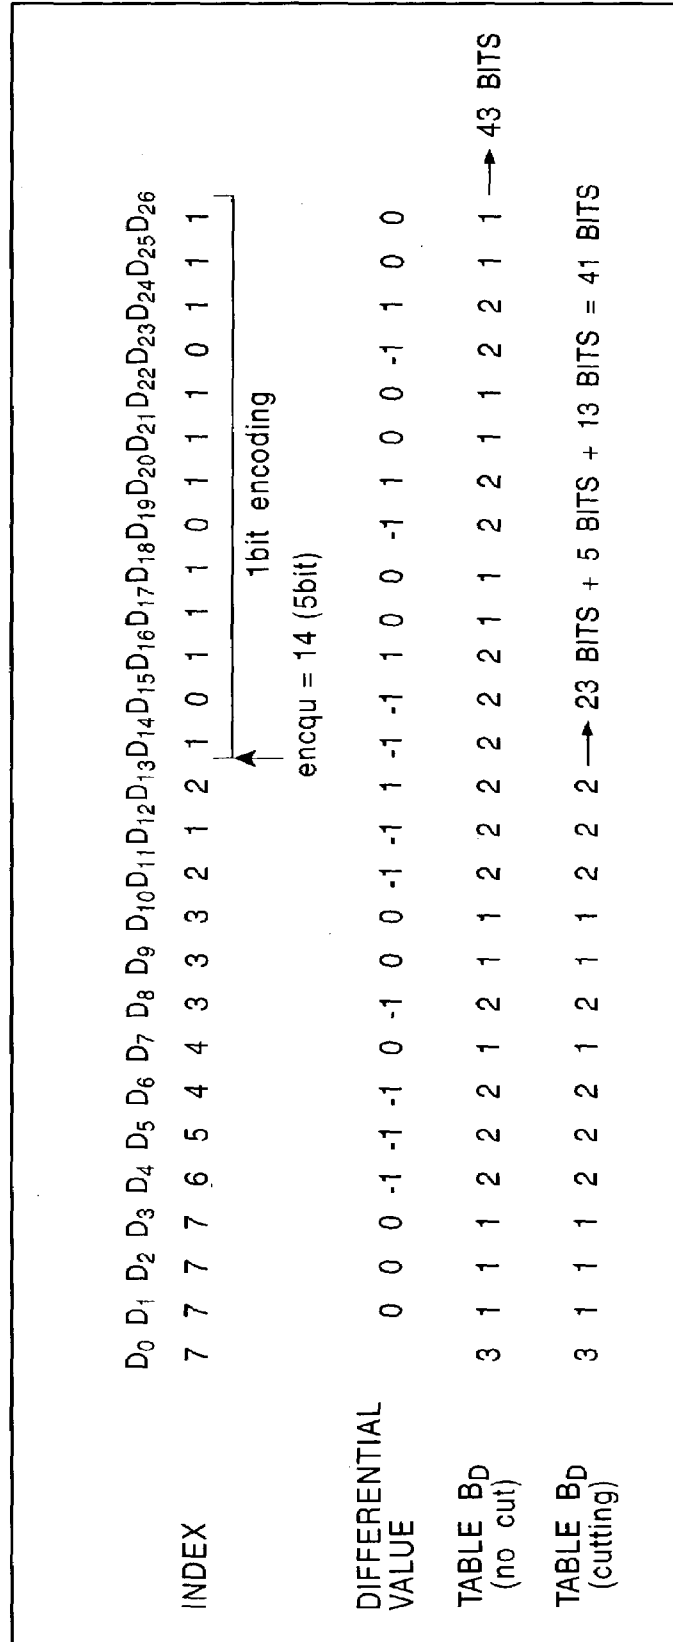 D0 D1 D2 D3 D4 D5 D6 D7 D8 D9 D10 D11 D12 D13 D14 D15 D16 D17 D18 D19 D20 D21 D22 D23 D24 D25 D26
INDEX 7 7 7 7 6 5 4 4 3 3 3 2 1 2 1 0 1 1 1 0 1 1 1 0 1 1 1
1bit encoding
encqu = 14 (5bit)
DIFFERENTIAL
VALUE
0 0 0 -1 -1 -1 0 -1 0 0 -1 -1 1 -1 -1 1 0 0 -1 1 0 0 -1 1 0 0
TABLE BD
(no cut)
3 1 1 1 2 2 2 1 2 1 1 2 2 2 2 2 2 1 1 2 2 1 1 2 2 1 1 → 43 BITS
TABLE BD
(cutting)
3 1 1 1 2 2 2 1 2 1 1 2 2 2 → 23 BITS + 5 BITS + 13 BITS = 41 BITS